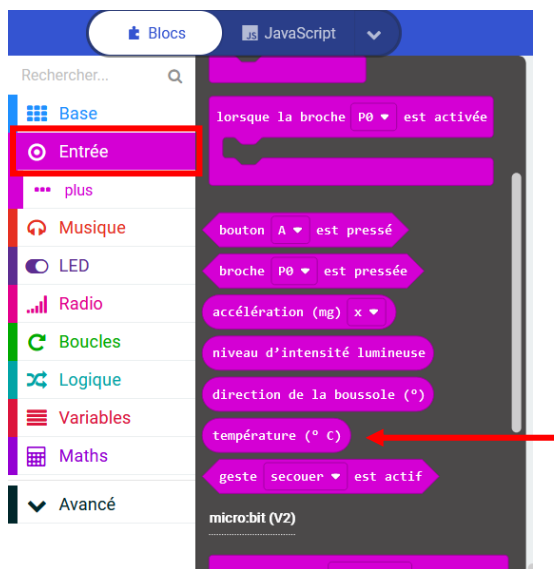 Blocs
JS JavaScript
Rechercher...
Base
Entrée
plus
Musique
LED
Radio
Boucles
Logique
Variables
Maths
Avancé
lorsque la broche P0 est activée
bouton A est pressé
broche P0 est pressée
accélération (mg) x
niveau d'intensité lumineuse
direction de la boussole (°)
température (° C)
geste secouer est actif
micro:bit (V2)